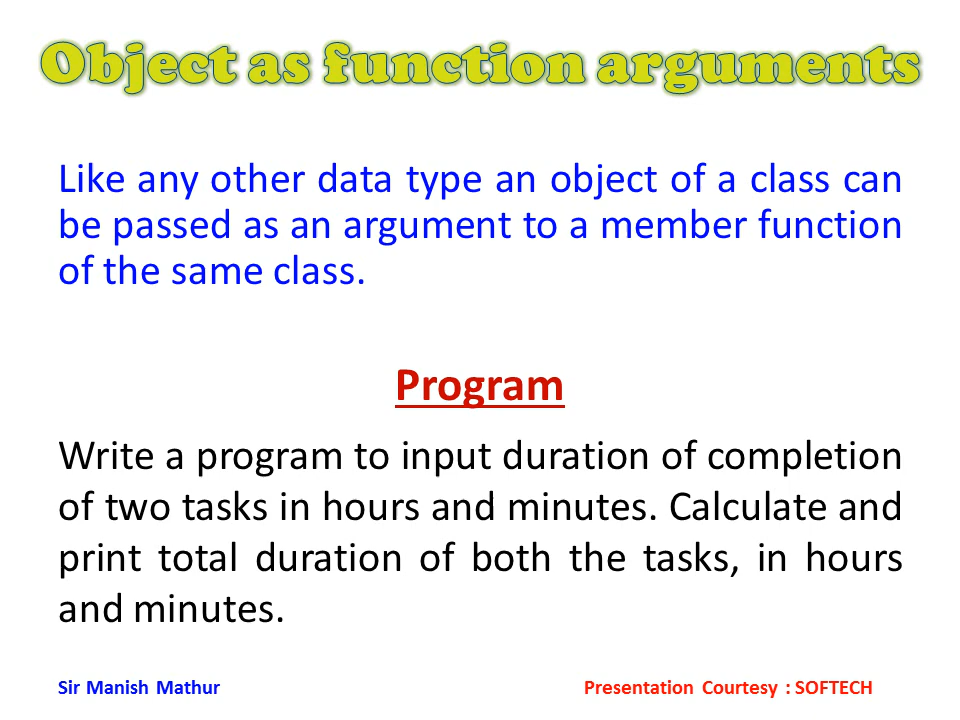 Object as function arguments
Like any other data type an object of a class can
be passed as an argument to a member function
of the same class.
Program
Write a program to input duration of completion
of two tasks in hours and minutes. Calculate and
print total duration of both the tasks, in hours
and minutes.
Sir Manish Mathur Presentation Courtesy : SOFTECH